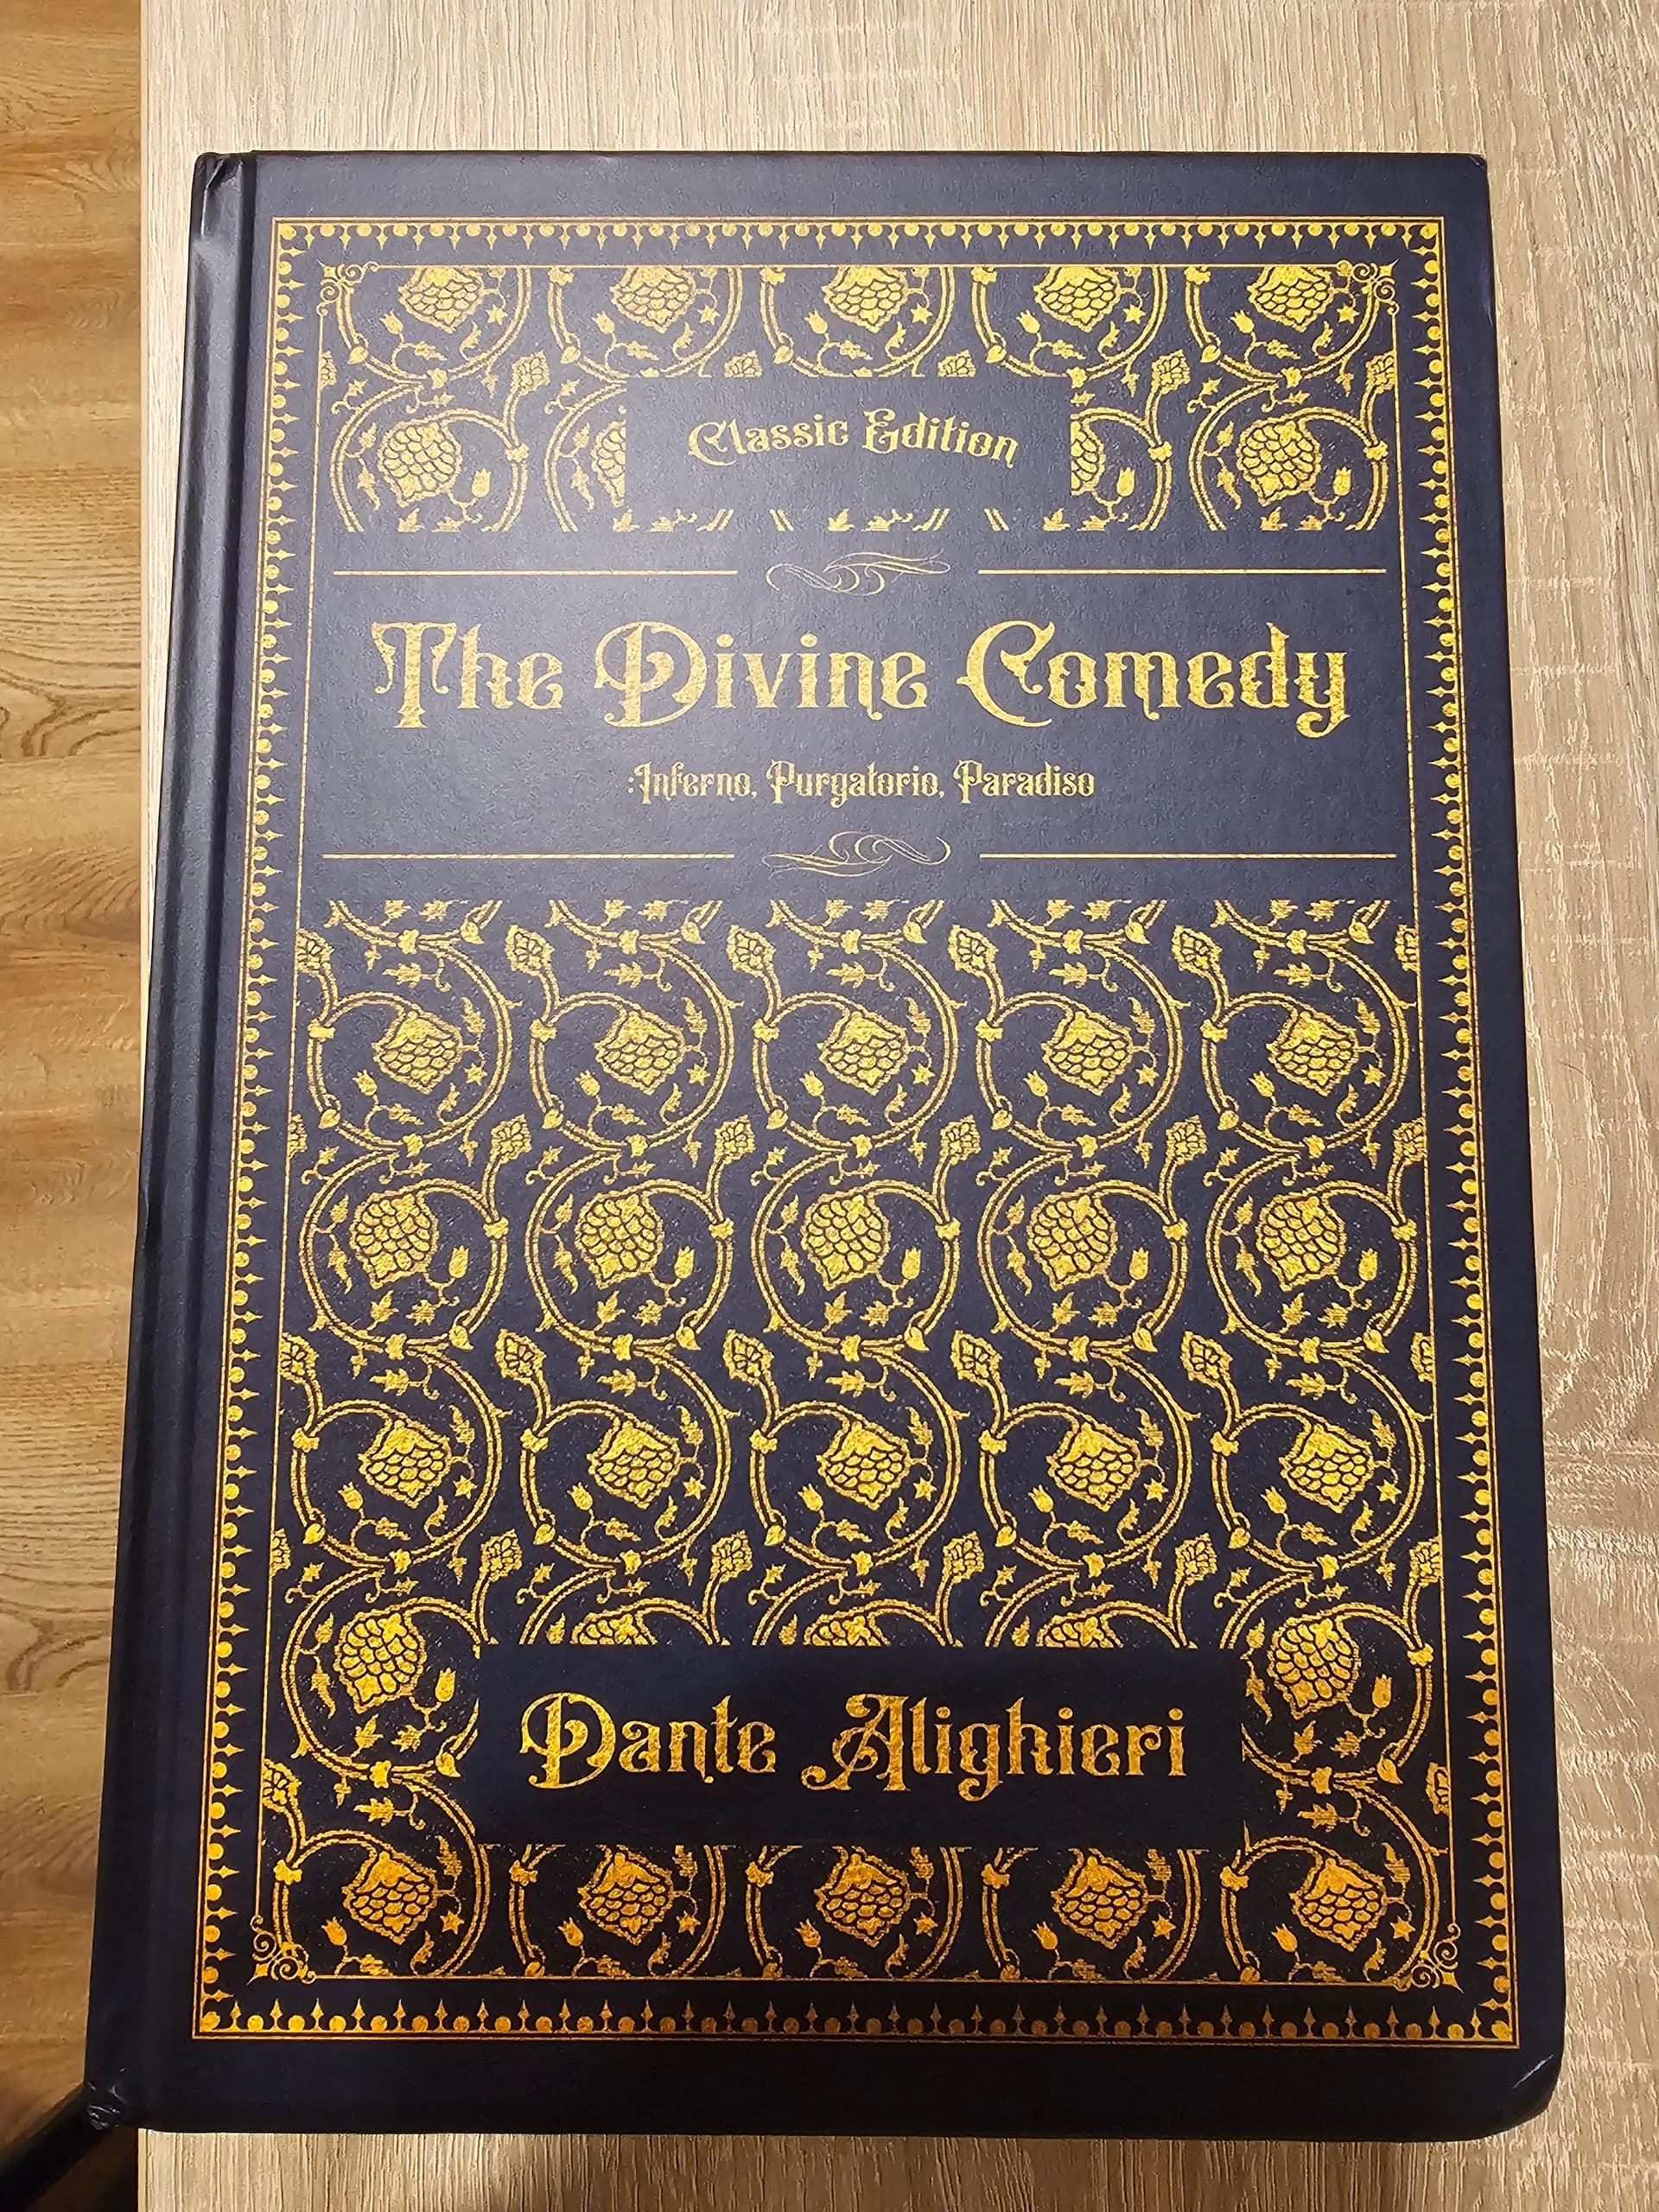 Classic Edition
The Divine Comedy
:Inferno, Purgatorio, Paradiso
Dante Alighieri